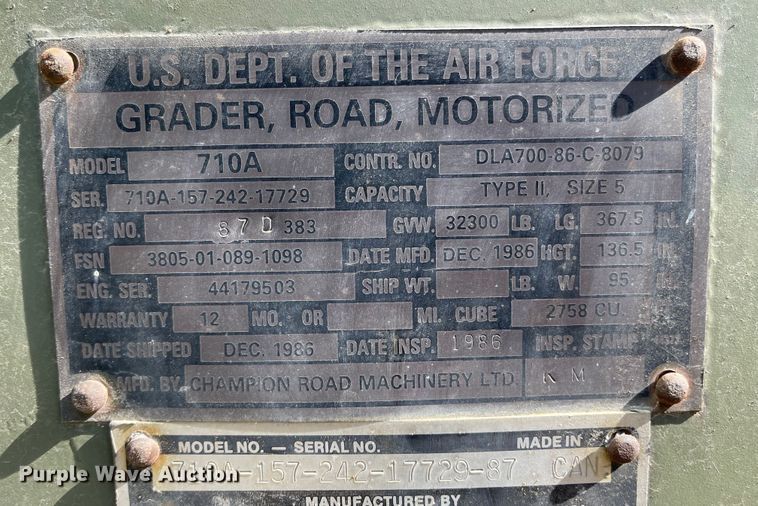 U.S. DEPT. OF THE AIR FORCE
GRADER, ROAD, MOTORIZED
MODEL 710A CONTR. NO. DLA700-86-C-8079
SER. 710A-157-242-17729 CAPACITY TYPE II, SIZE 5
REG. NO. 87D 383 GVW. 32300 LB. LG. 367.5 IN.
FSN 3805-01-089-1098 DATE MFD. DEC. 1986 HGT. 136.5 IN.
ENG. SER. 44179503 SHIP WT. LB. W. 95 IN.
WARRANTY 12 MO. OR MI. CUBE 2758 CU
DATE SHIPPED DEC. 1986 DATE INSP. 1986 INSP. STAMP
MFD. BY CHAMPION ROAD MACHINERY LTD. K M
MODEL NO. — SERIAL NO. MADE IN
710A-157-242-17729-87 CAN-
MANUFACTURED BY
Purple Wave Auction